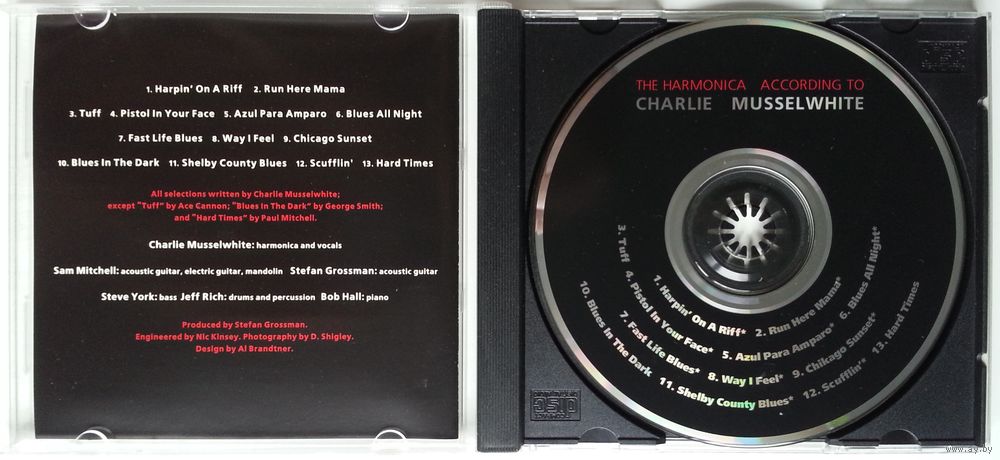 1. Harpin' On A Riff 2. Run Here Mama
3. Tuff 4. Pistol In Your Face 5. Azul Para Amparo 6. Blues All Night
7. Fast Life Blues 8. Way I Feel 9. Chicago Sunset
10. Blues In The Dark 11. Shelby County Blues 12. Scufflin' 13. Hard Times
All selections written by Charlie Musselwhite;
except "Tuff" by Ace Cannon; "Blues In The Dark" by George Smith;
and "Hard Times" by Paul Mitchell.
Charlie Musselwhite: harmonica and vocals
Sam Mitchell: acoustic guitar, electric guitar, mandolin Stefan Grossman: acoustic guitar
Steve York: bass Jeff Rich: drums and percussion Bob Hall: piano
Produced by Stefan Grossman.
Engineered by Nic Kinsey. Photography by D. Shigley.
Design by Al Brandtner.
THE HARMONICA ACCORDING TO
CHARLIE MUSSELWHITE
1. Harpin' On A Riff* 2. Run Here Mama*
3. Tuff 4. Pistol In Your Face* 5. Azul Para Amparo* 6. Blues All Night*
7. Fast Life Blues* 8. Way I Feel* 9. Chikago Sunset*
10. Blues In The Dark 11. Shelby County Blues* 12. Scufflin'* 13. Hard Times
COMPACT
disc
www.ay.by